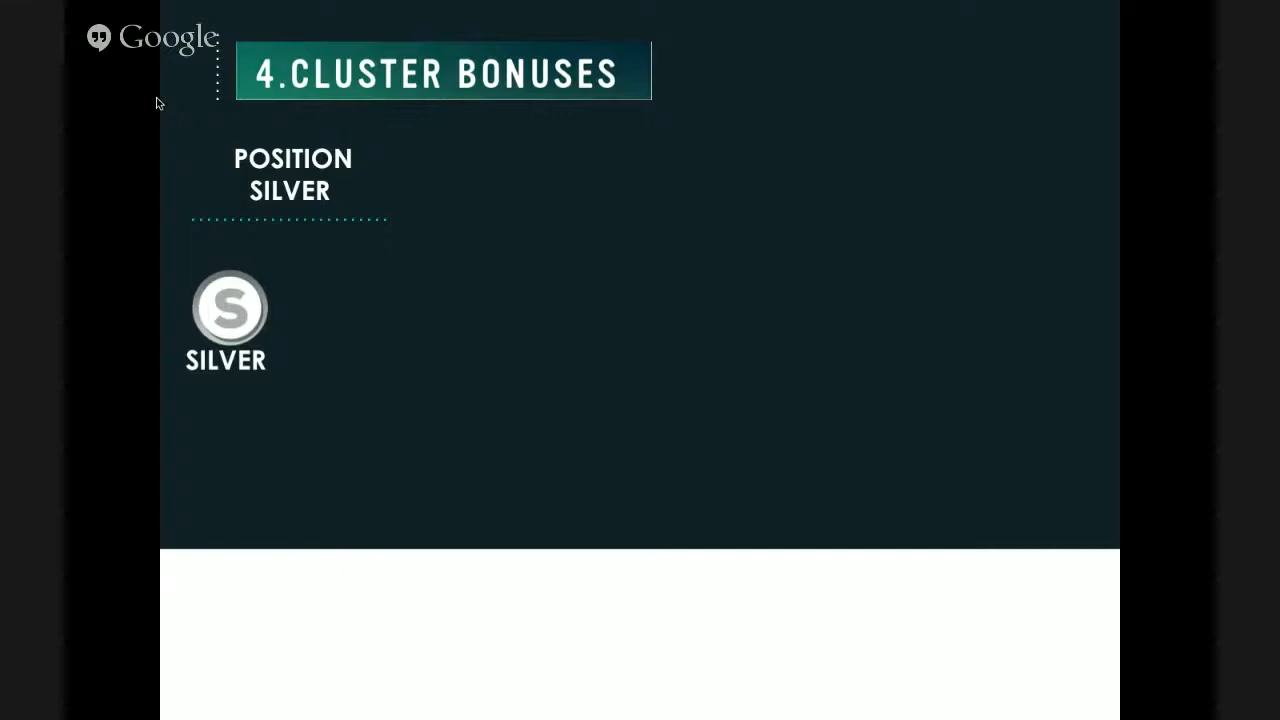 Google
4.CLUSTER BONUSES
POSITION
SILVER
S
SILVER